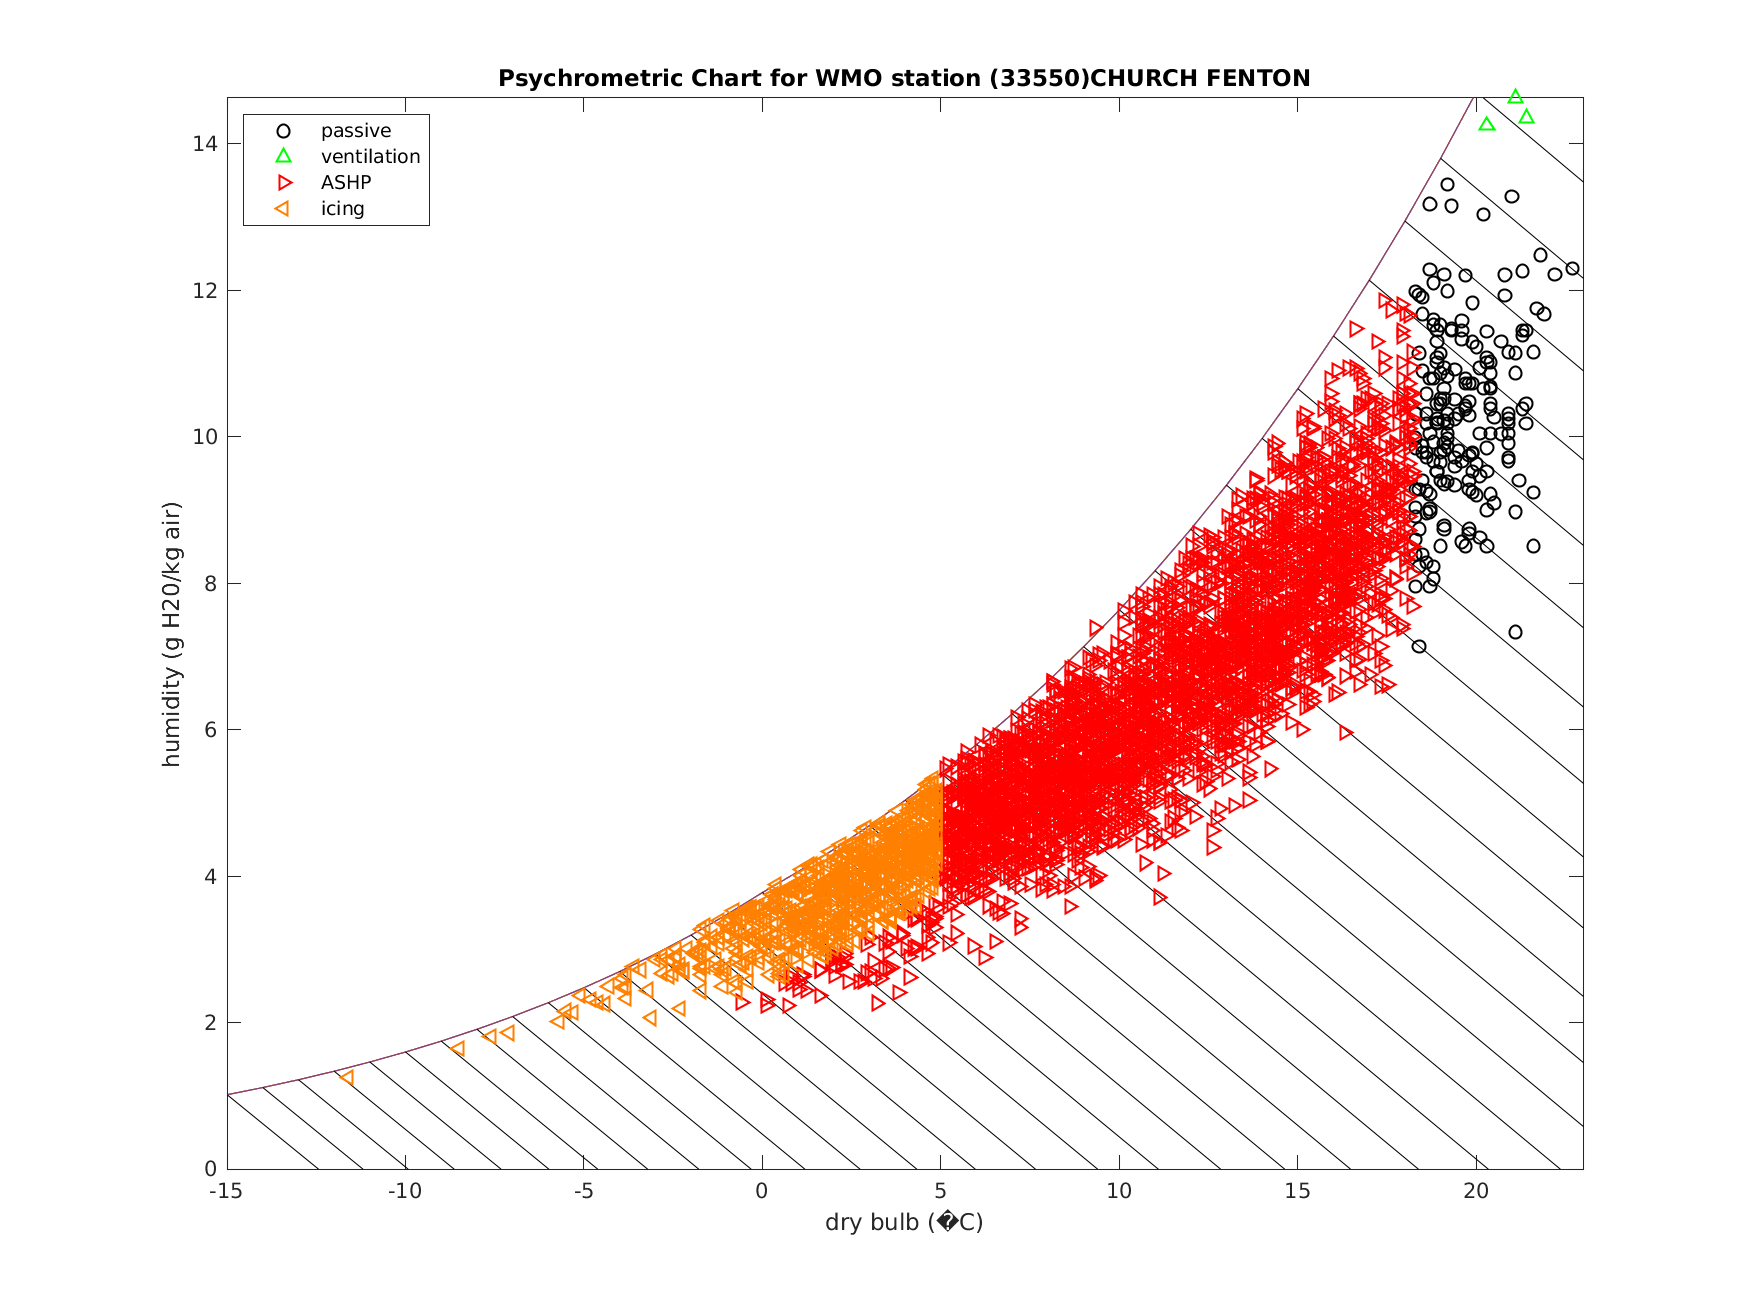 Psychrometric Chart for WMO station (33550)CHURCH FENTON
passive
ventilation
ASHP
icing
14
12
10
8
6
4
2
0
humidity (g H20/kg air)
-15
-10
-5
0
5
10
15
20
dry bulb (�C)